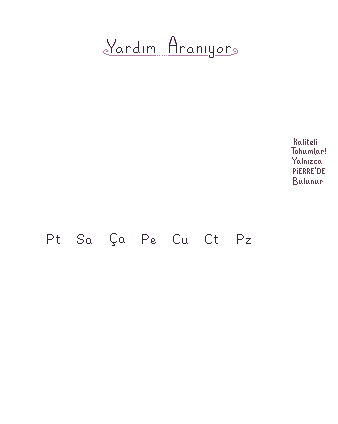 Yardım Aranıyor
Kaliteli
Tohumlar!
Yalnızca
PiERRE'DE
Bulunur
Pt Sa Ça Pe Cu Ct Pz